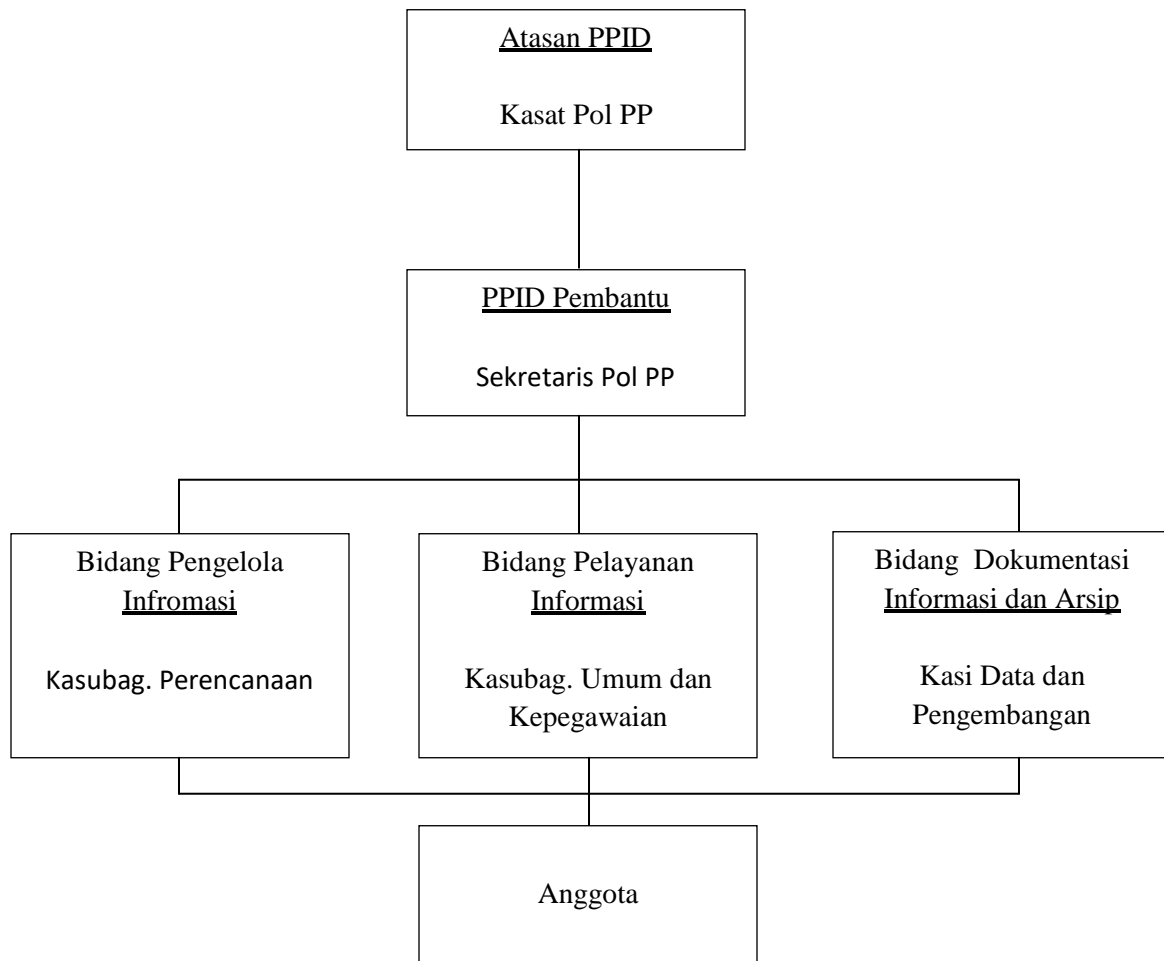 Atasan PPID
Kasat Pol PP
PPID Pembantu
Sekretaris Pol PP
Bidang Pengelola
Infromasi
Kasubag. Perencanaan
Bidang Pelayanan
Informasi
Kasubag. Umum dan
Kepegawaian
Bidang  Dokumentasi
Informasi dan Arsip
Kasi Data dan
Pengembangan
Anggota